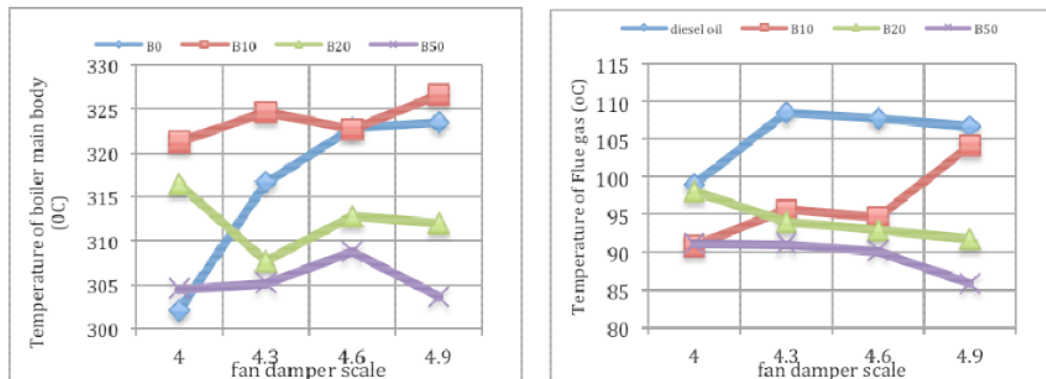 B0 B10 B20 B50
Temperature of boiler main body
(0C)
330
325
320
315
310
305
300
4 4.3 4.6 4.9
fan damper scale
diesel oil B10 B20 B50
Temperature of Flue gas (oC)
115
110
105
100
95
90
85
80
4 4.3 4.6 4.9
fan damper scale